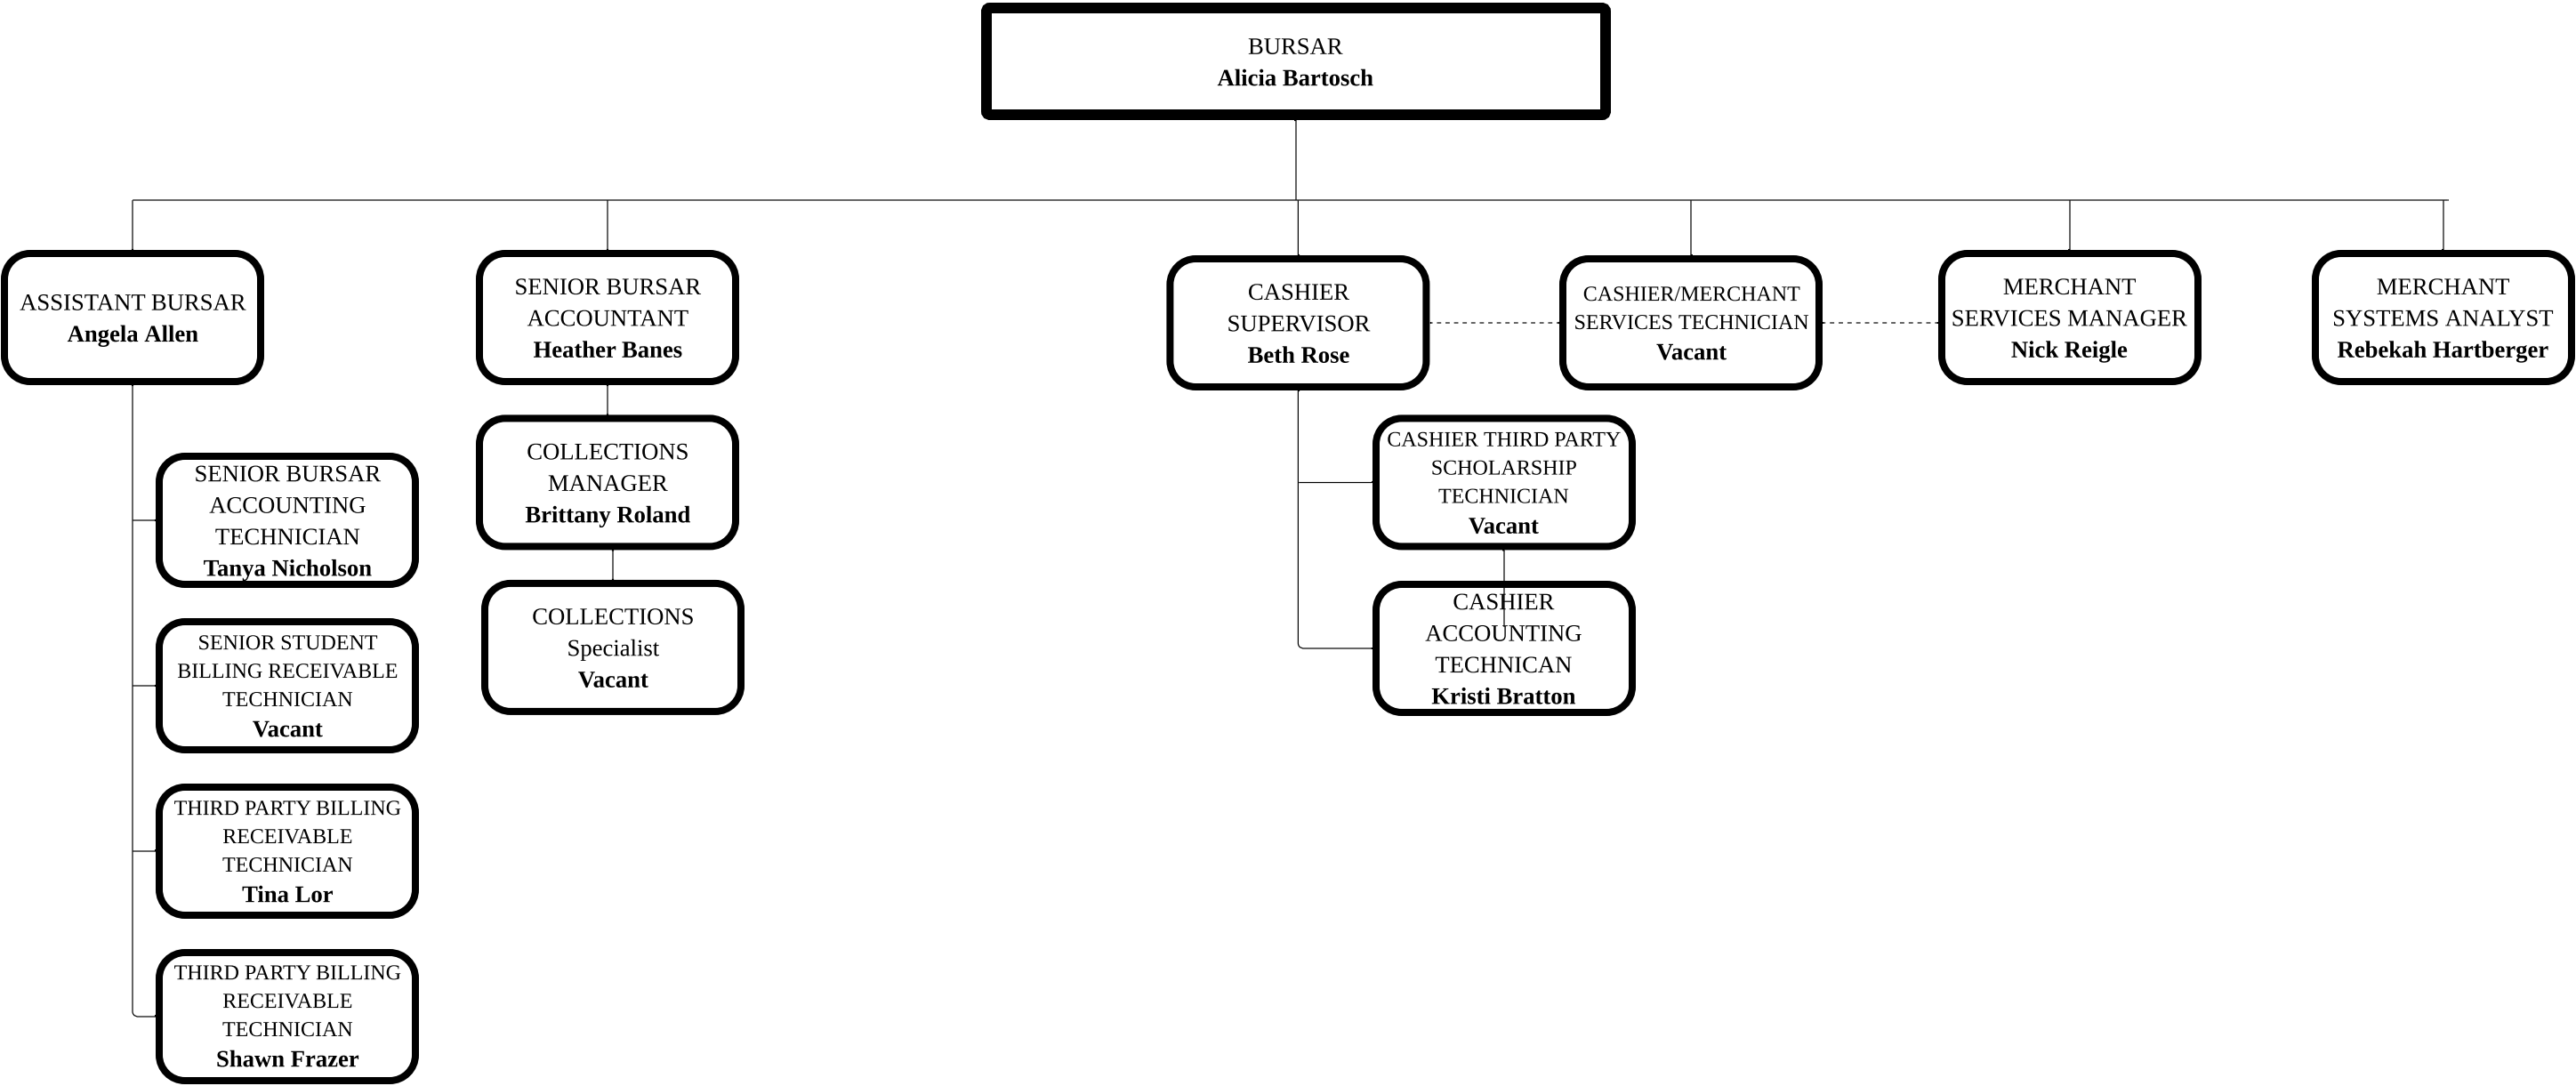 BURSAR
Alicia Bartosch
ASSISTANT BURSAR
Angela Allen
SENIOR BURSAR
ACCOUNTANT
Heather Banes
CASHIER
SUPERVISOR
Beth Rose
CASHIER/MERCHANT
SERVICES TECHNICIAN
Vacant
MERCHANT
SERVICES MANAGER
Nick Reigle
MERCHANT
SYSTEMS ANALYST
Rebekah Hartberger
SENIOR BURSAR
ACCOUNTING
TECHNICIAN
Tanya Nicholson
SENIOR STUDENT
BILLING RECEIVABLE
TECHNICIAN
Vacant
THIRD PARTY BILLING
RECEIVABLE
TECHNICIAN
Tina Lor
THIRD PARTY BILLING
RECEIVABLE
TECHNICIAN
Shawn Frazer
COLLECTIONS
MANAGER
Brittany Roland
COLLECTIONS
Specialist
Vacant
CASHIER THIRD PARTY
SCHOLARSHIP
TECHNICIAN
Vacant
CASHIER
ACCOUNTING
TECHNICAN
Kristi Bratton